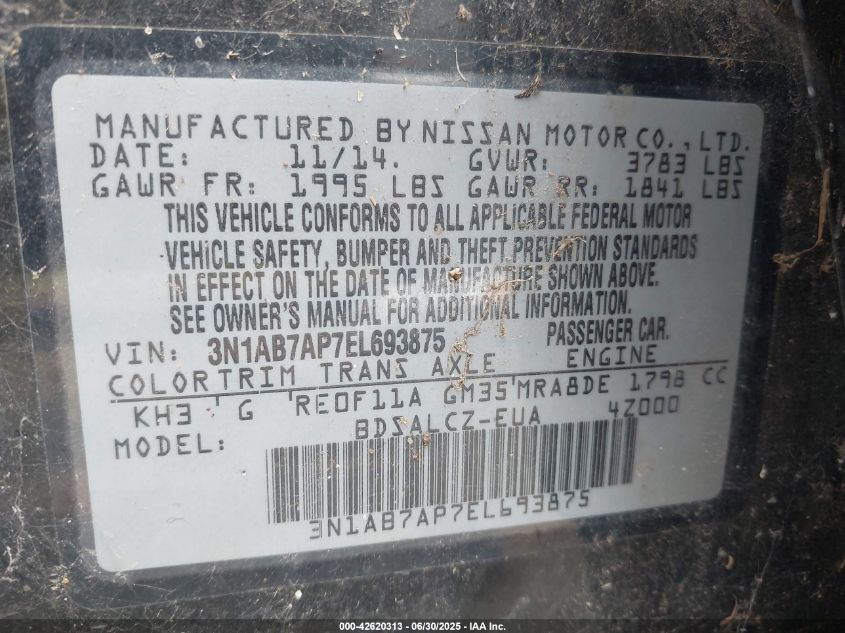 MANUFACTURED BY NISSAN MOTOR CO., LTD.
DATE: 11/14. GVWR: 3783 LBS
GAWR FR: 1995 LBS GAWR RR: 1841 LBS
THIS VEHICLE CONFORMS TO ALL APPLICABLE FEDERAL MOTOR
VEHICLE SAFETY, BUMPER AND THEFT PREVENTION STANDARDS
IN EFFECT ON THE DATE OF MANUFACTURE SHOWN ABOVE.
SEE OWNER'S MANUAL FOR ADDITIONAL INFORMATION.
VIN: 3N1AB7AP7EL693875 PASSENGER CAR.
COLORTRIM TRANS AXLE ENGINE
KH3 ' G ' RE0F11A GM35'MRA8DE 1798 CC
MODEL: BDSALCZ-EUA 4Z000
3N1AB7AP7EL693875
000-42620313 - 06/30/2025 - IAA Inc.